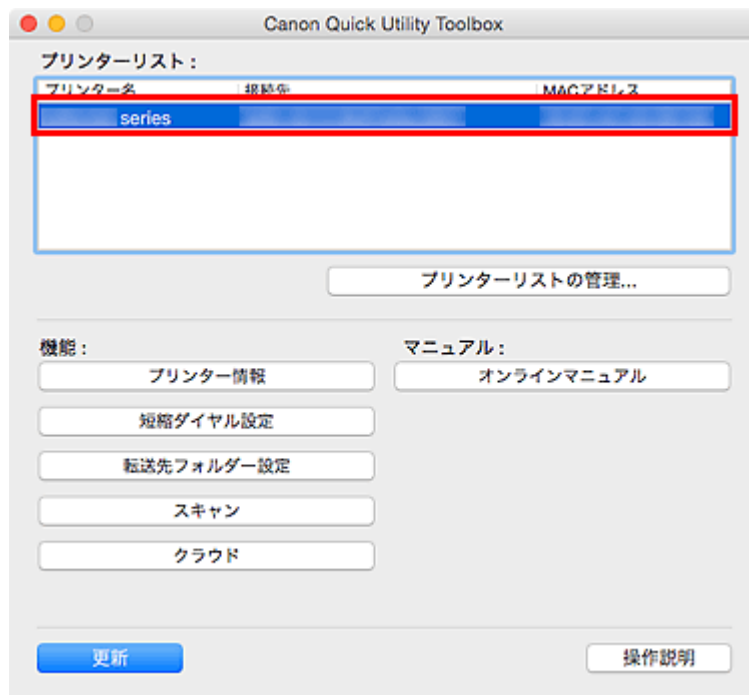 Canon Quick Utility Toolbox
プリンターリスト：
プリンター名 接続先 MACアドレス
series
プリンターリストの管理...
機能： マニュアル：
プリンター情報 オンラインマニュアル
短縮ダイヤル設定
転送先フォルダー設定
スキャン
クラウド
更新 操作説明